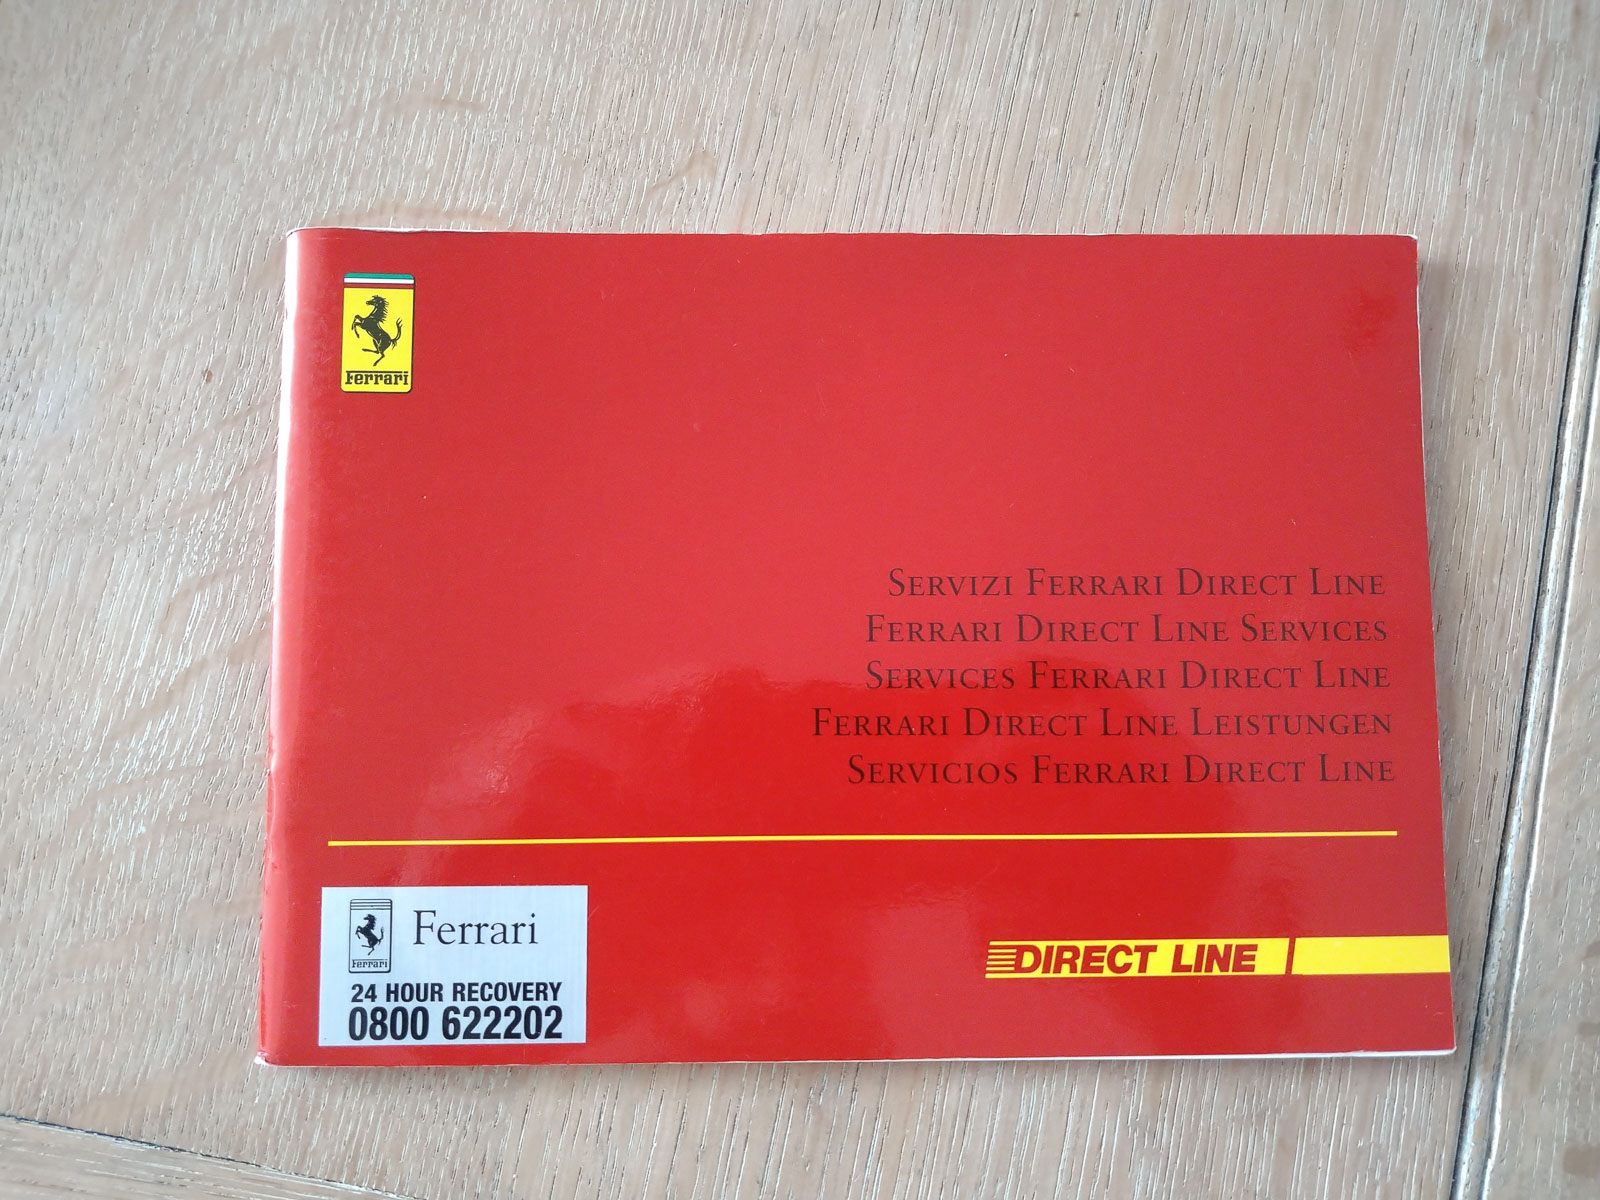 Ferrari
SERVIZI FERRARI DIRECT LINE
FERRARI DIRECT LINE SERVICES
SERVICES FERRARI DIRECT LINE
FERRARI DIRECT LINE LEISTUNGEN
SERVICIOS FERRARI DIRECT LINE
Ferrari
Ferrari
24 HOUR RECOVERY
0800 622202
DIRECT LINE